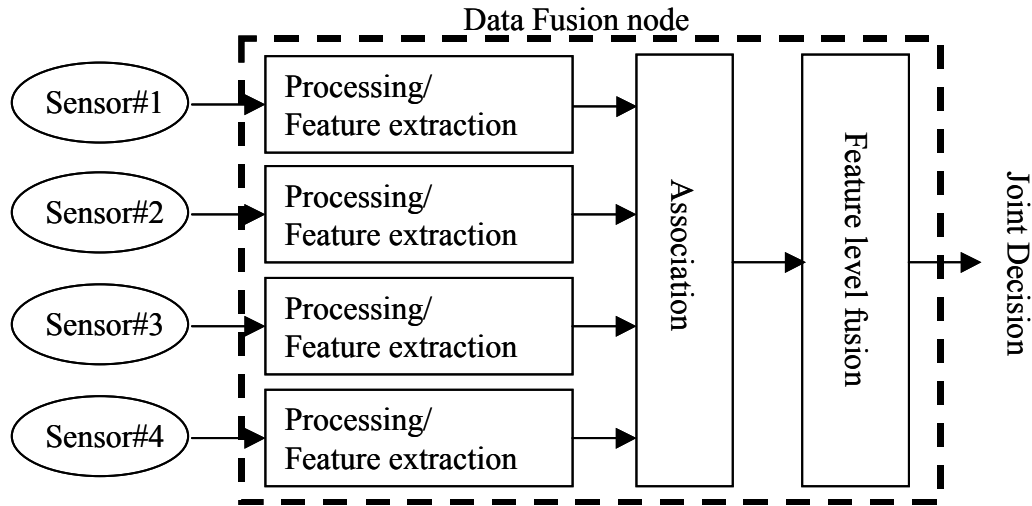 Data Fusion node
Sensor#1
Processing/
Feature extraction
Sensor#2
Processing/
Feature extraction
Sensor#3
Processing/
Feature extraction
Sensor#4
Processing/
Feature extraction
Association
Feature level fusion
Joint Decision